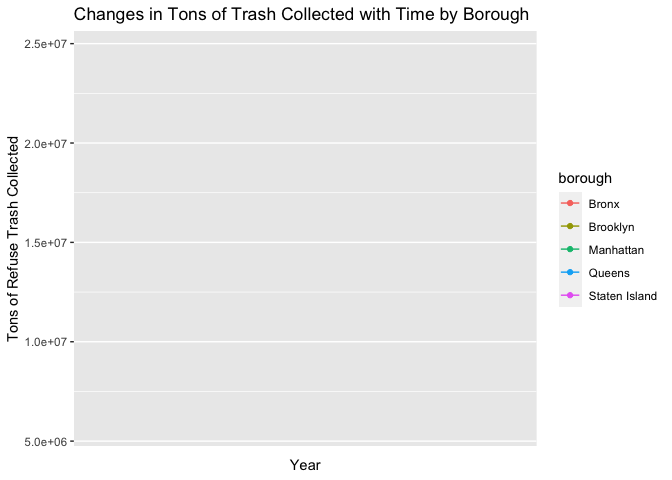 Changes in Tons of Trash Collected with Time by Borough
Tons of Refuse Trash Collected
2.5e+07
2.0e+07
1.5e+07
1.0e+07
5.0e+06
Year
borough
Bronx
Brooklyn
Manhattan
Queens
Staten Island